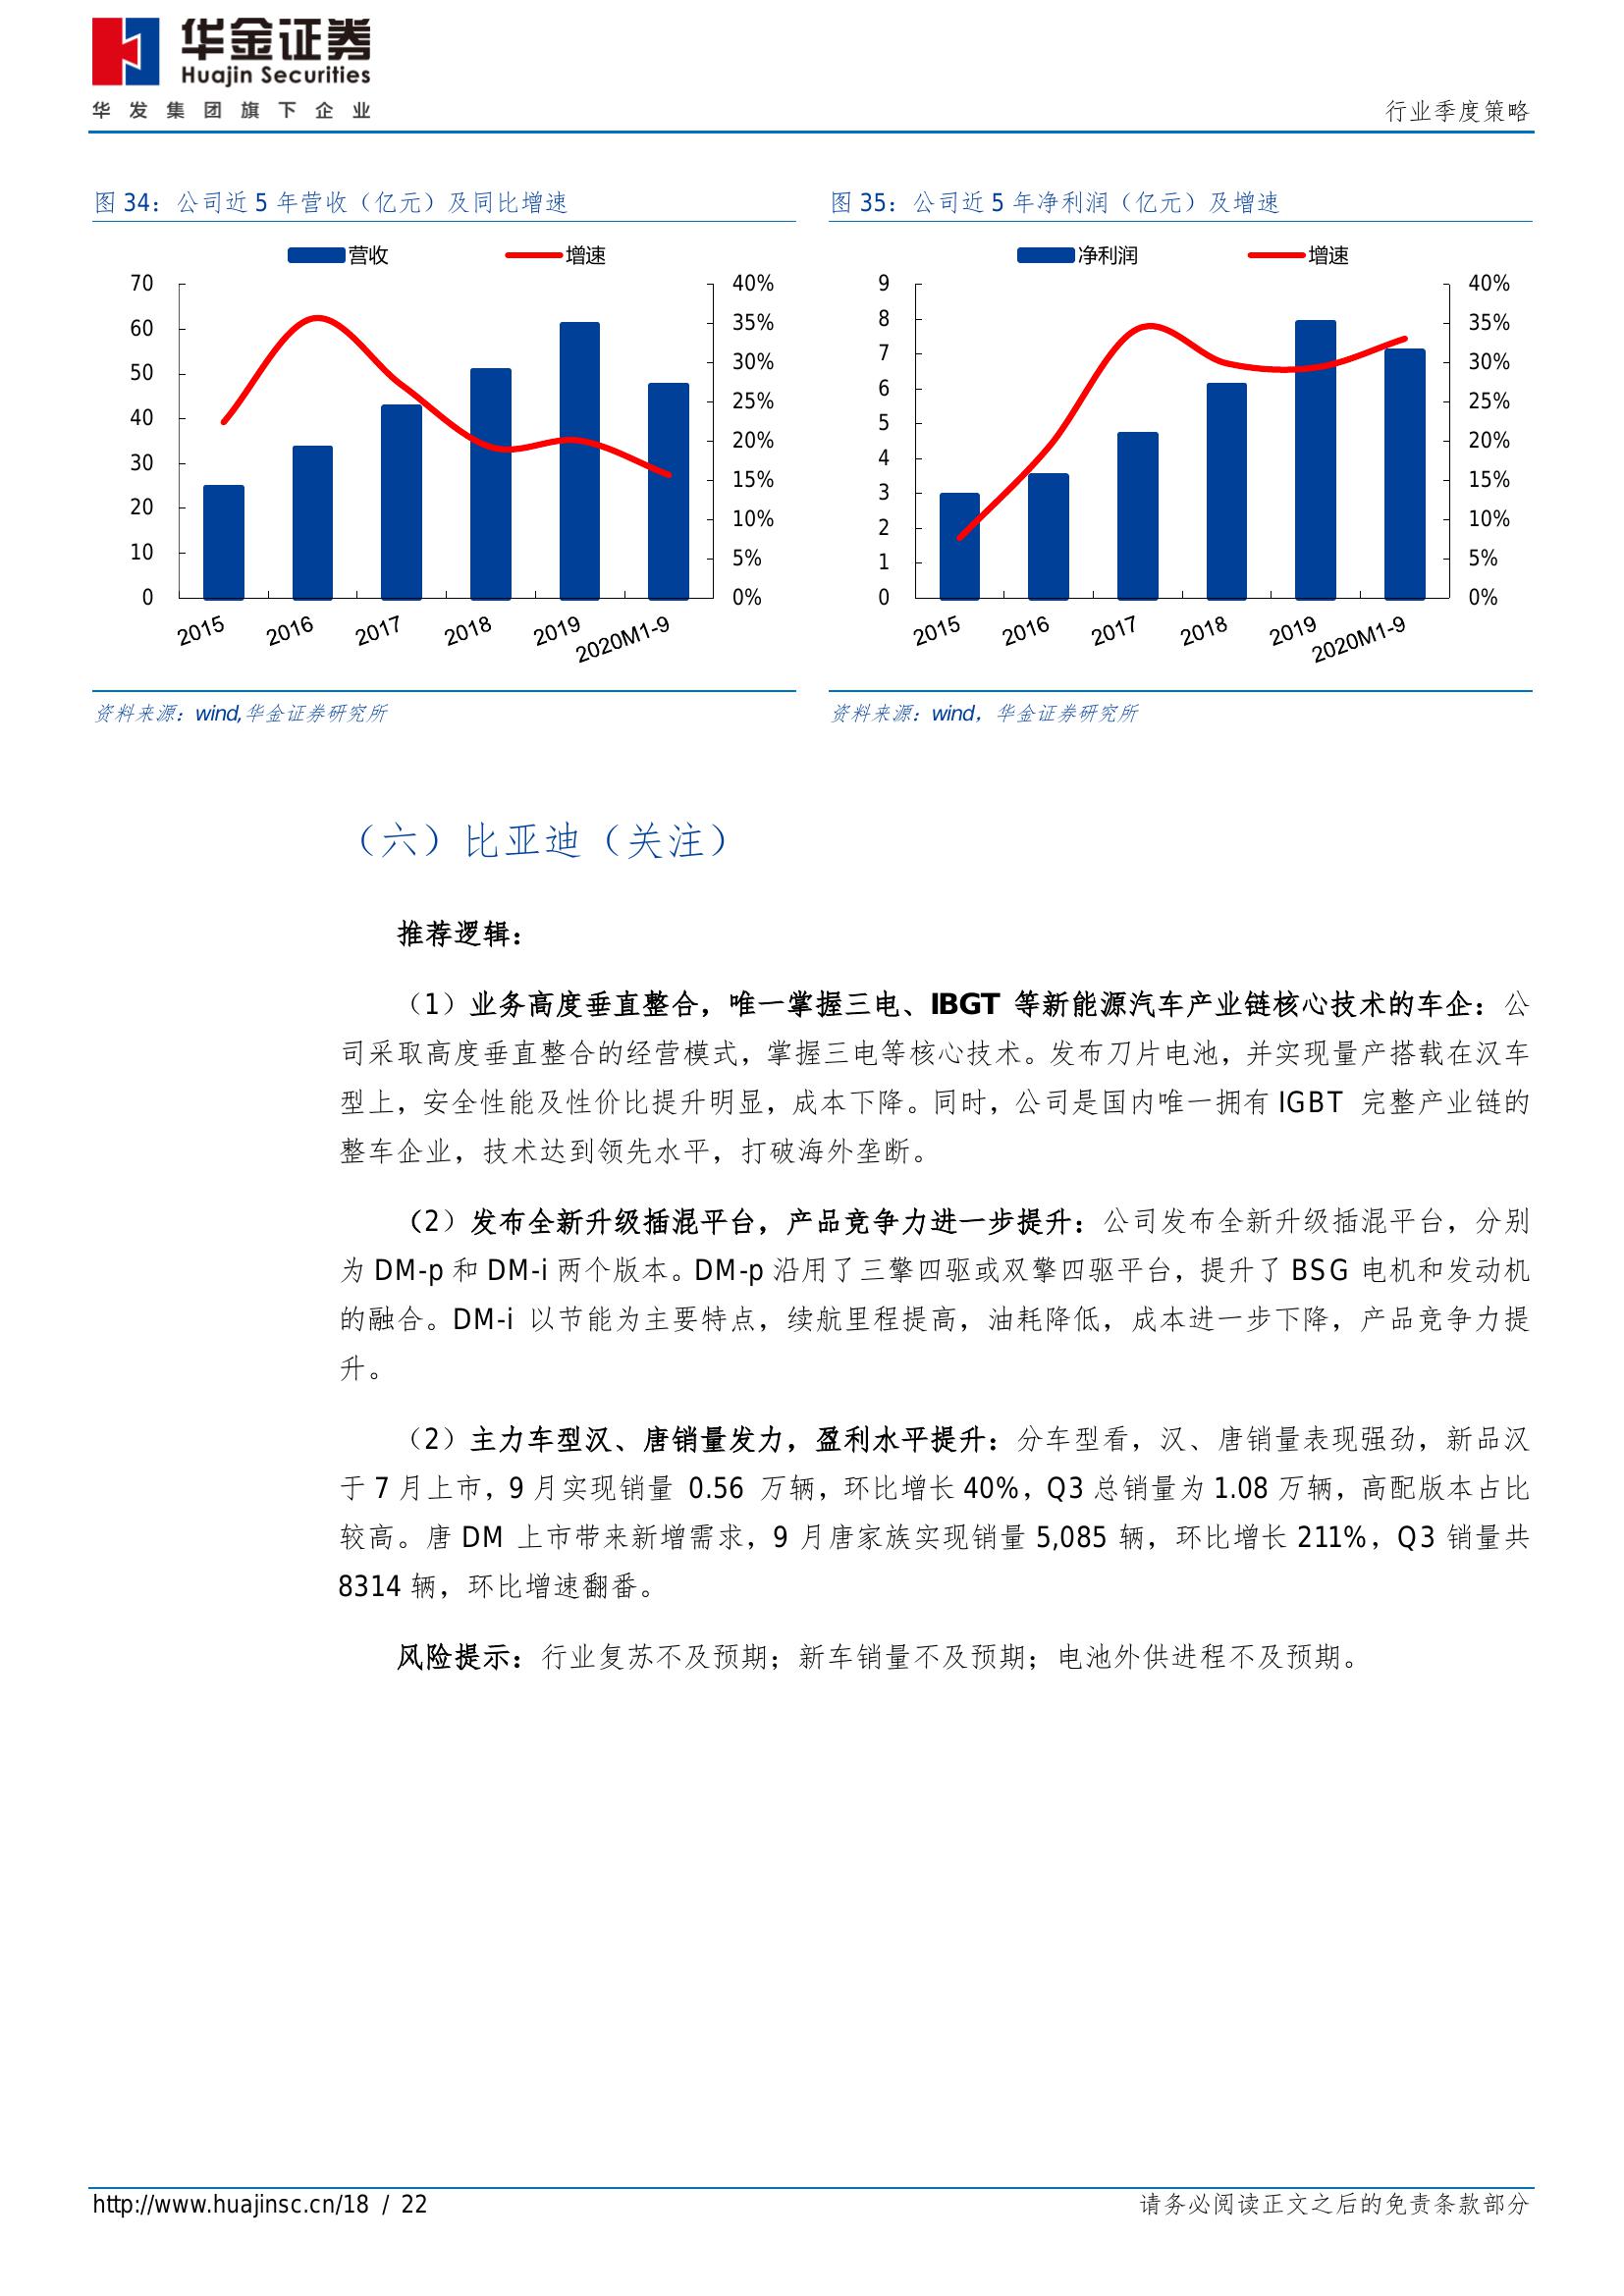 华金证券
Huajin Securities
华发集团旗下企业
行业季度策略
图 34：公司近 5 年营收（亿元）及同比增速
营收 增速
70
60
50
40
30
20
10
0
40%
35%
30%
25%
20%
15%
10%
5%
0%
2015 2016 2017 2018 2019 2020M1-9
资料来源：wind,华金证券研究所
图 35：公司近 5 年净利润（亿元）及增速
净利润 增速
9
8
7
6
5
4
3
2
1
0
40%
35%
30%
25%
20%
15%
10%
5%
0%
2015 2016 2017 2018 2019 2020M1-9
资料来源：wind，华金证券研究所
（六）比亚迪（关注）
推荐逻辑：
（1）业务高度垂直整合，唯一掌握三电、IBGT 等新能源汽车产业链核心技术的车企：公
司采取高度垂直整合的经营模式，掌握三电等核心技术。发布刀片电池，并实现量产搭载在汉车
型上，安全性能及性价比提升明显，成本下降。同时，公司是国内唯一拥有 IGBT 完整产业链的
整车企业，技术达到领先水平，打破海外垄断。
（2）发布全新升级插混平台，产品竞争力进一步提升：公司发布全新升级插混平台，分别
为 DM-p 和 DM-i 两个版本。DM-p 沿用了三擎四驱或双擎四驱平台，提升了 BSG 电机和发动机
的融合。DM-i 以节能为主要特点，续航里程提高，油耗降低，成本进一步下降，产品竞争力提
升。
（2）主力车型汉、唐销量发力，盈利水平提升：分车型看，汉、唐销量表现强劲，新品汉
于 7 月上市，9 月实现销量 0.56 万辆，环比增长 40%，Q3 总销量为 1.08 万辆，高配版本占比
较高。唐 DM 上市带来新增需求，9 月唐家族实现销量 5,085 辆，环比增长 211%，Q3 销量共
8314 辆，环比增速翻番。
风险提示：行业复苏不及预期；新车销量不及预期；电池外供进程不及预期。
http://www.huajinsc.cn/18 / 22
请务必阅读正文之后的免责条款部分